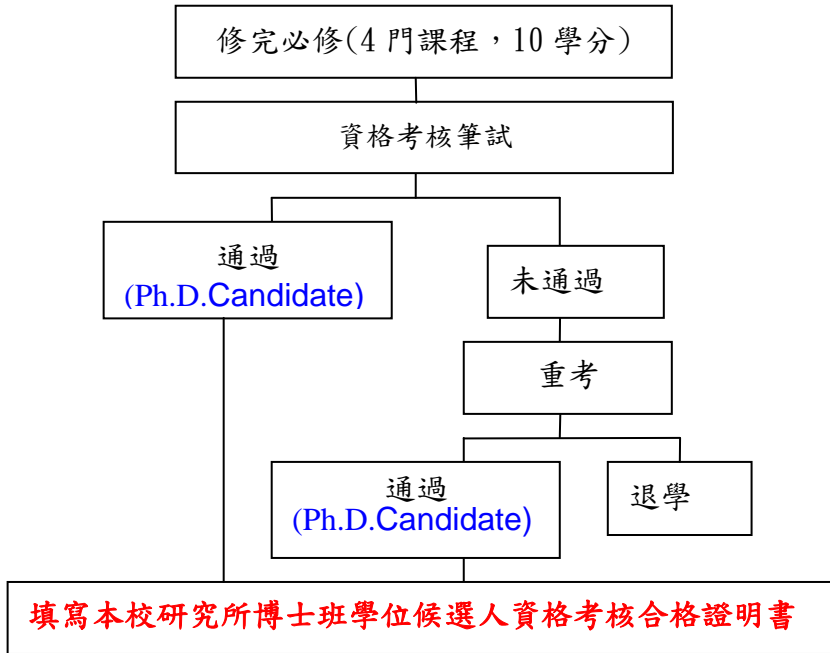 修完必修(4 門課程，10 學分)
資格考核筆試
通過
(Ph.D.Candidate)
未通過
重考
通過
(Ph.D.Candidate)
退學
填寫本校研究所博士班學位候選人資格考核合格證明書